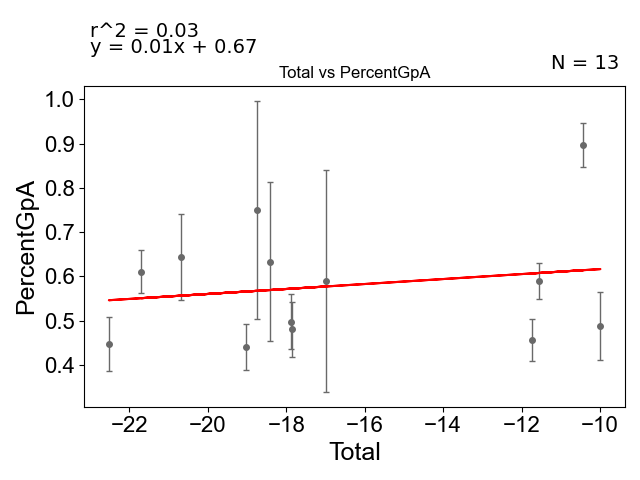 r^2 = 0.03
y = 0.01x + 0.67
N = 13
Total vs PercentGpA
PercentGpA
1.0
0.9
0.8
0.7
0.6
0.5
0.4
−22 −20 −18 −16 −14 −12 −10
Total